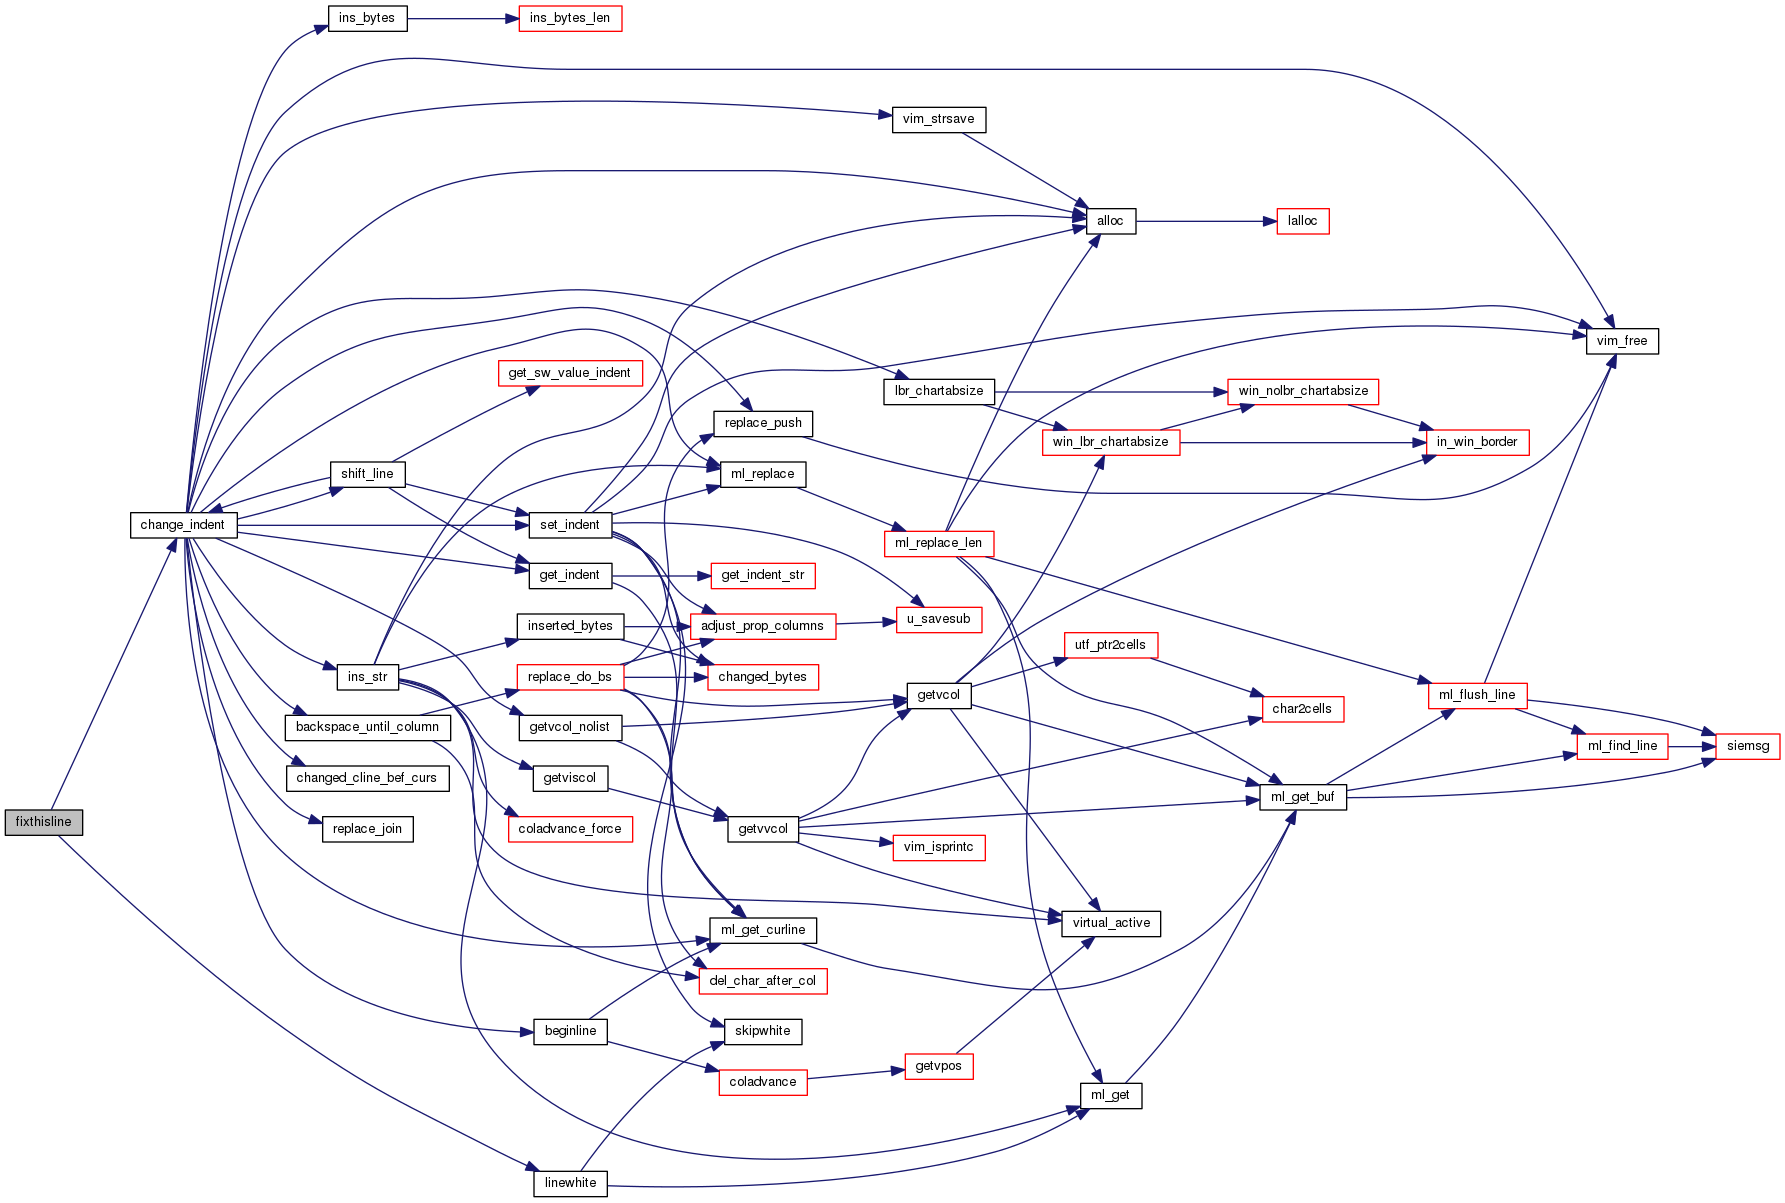 ins_bytes
ins_bytes_len
vim_strsave
alloc
lalloc
vim_free
get_sw_value_indent
lbr_chartabsize
win_nolbr_chartabsize
replace_push
win_lbr_chartabsize
in_win_border
shift_line
ml_replace
change_indent
set_indent
ml_replace_len
get_indent
get_indent_str
inserted_bytes
adjust_prop_columns
u_savesub
utf_ptr2cells
ins_str
replace_do_bs
changed_bytes
getvcol
ml_flush_line
char2cells
backspace_until_column
getvcol_nolist
ml_find_line
siemsg
changed_cline_bef_curs
getviscol
ml_get_buf
fixthisline
replace_join
coladvance_force
getvvcol
vim_isprintc
virtual_active
ml_get_curline
del_char_after_col
beginline
skipwhite
getvpos
coladvance
ml_get
linewhite